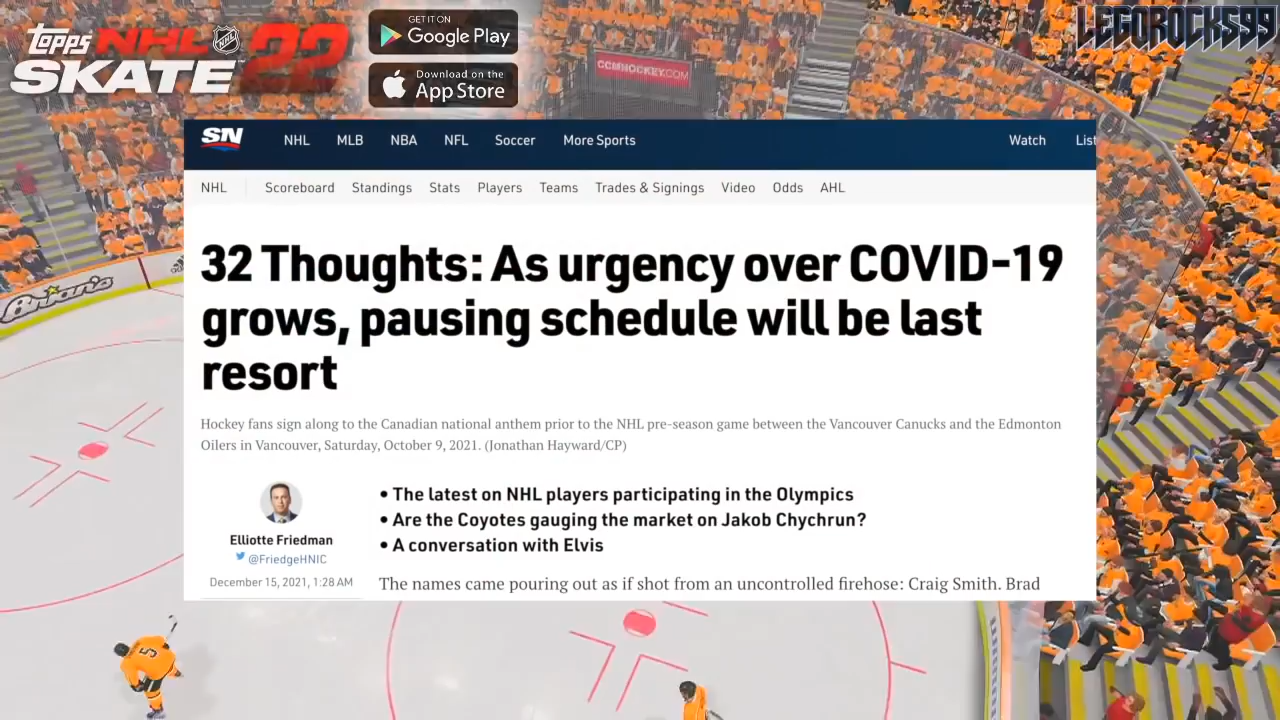 Topps NHL 22
SKATE
GET IT ON
Google Play
Download on the
App Store
CCMHOCKEY.COM
LEGOROCKS99
SN NHL MLB NBA NFL Soccer More Sports Watch List
NHL Scoreboard Standings Stats Players Teams Trades & Signings Video Odds AHL
32 Thoughts: As urgency over COVID-19
grows, pausing schedule will be last
resort
Hockey fans sign along to the Canadian national anthem prior to the NHL pre-season game between the Vancouver Canucks and the Edmonton
Oilers in Vancouver, Saturday, October 9, 2021. (Jonathan Hayward/CP)
Elliotte Friedman
@FriedgeHNIC
December 15, 2021, 1:28 AM
• The latest on NHL players participating in the Olympics
• Are the Coyotes gauging the market on Jakob Chychrun?
• A conversation with Elvis
The names came pouring out as if shot from an uncontrolled firehose: Craig Smith. Brad
Brian's
5